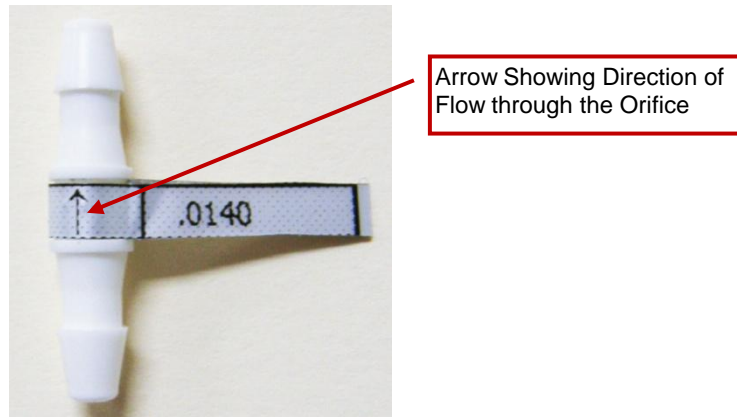 Arrow Showing Direction of
Flow through the Orifice
.0140